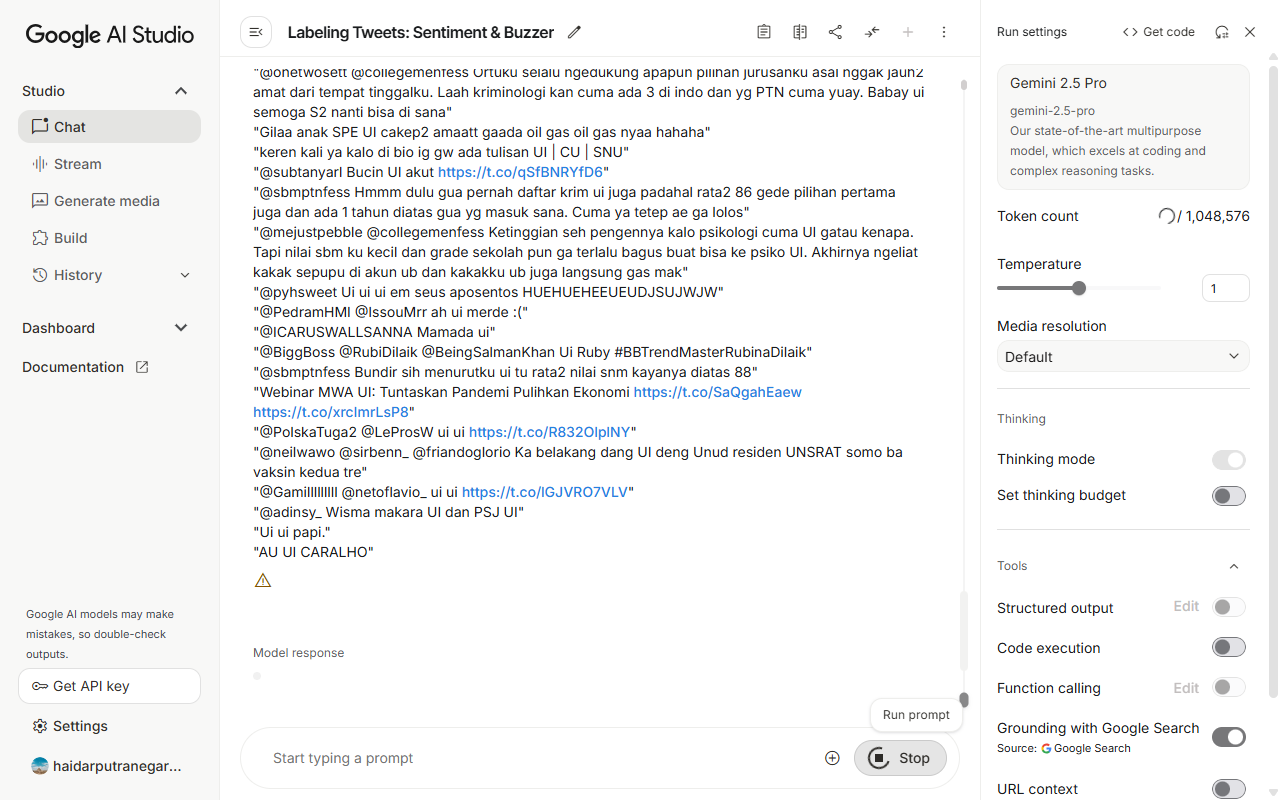 Google AI Studio
Studio
Chat
Stream
Generate media
Build
History
Dashboard
Documentation
Google AI models may make
mistakes, so double-check
outputs.
Get API key
Settings
haidarputranegar...
Labeling Tweets: Sentiment & Buzzer
"@onetwosett @collegemenfess Ortuku selalu ngedukung apapun pilihan jurusanku asal nggak jauh2
amat dari tempat tinggalku. Laah kriminologi kan cuma ada 3 di indo dan yg PTN cuma yuay. Babay ui
semoga S2 nanti bisa di sana"
"Gilaa anak SPE UI cakep2 amaatt gaada oil gas oil gas nyaa hahaha"
"keren kali ya kalo di bio ig gw ada tulisan UI | CU | SNU"
"@subtanyarl Bucin UI akut https://t.co/qSfBNRYfD6"
"@sbmptnfess Hmmm dulu gua pernah daftar krim ui juga padahal rata2 86 gede pilihan pertama
juga dan ada 1 tahun diatas gua yg masuk sana. Cuma ya tetep ae ga lolos"
"@mejustpebble @collegemenfess Ketinggian seh pengennya kalo psikologi cuma UI gatau kenapa.
Tapi nilai sbm ku kecil dan grade sekolah pun ga terlalu bagus buat bisa ke psiko UI. Akhirnya ngeliat
kakak sepupu di akun ub dan kakakku ub juga langsung gas mak"
"@pyhsweet Ui ui ui em seus aposentos HUEHUEHEEUEUDJSUJWJW"
"@PedramHMI @IssouMrr ah ui merde :("
"@ICARUSWALLSANNA Mamada ui"
"@BiggBoss @RubiDilaik @BeingSalmanKhan Ui Ruby #BBTrendMasterRubinaDilaik"
"@sbmptnfess Bundir sih menurutku ui tu rata2 nilai snm kayanya diatas 88"
"Webinar MWA UI: Tuntaskan Pandemi Pulihkan Ekonomi https://t.co/SaQgahEaew
https://t.co/xrclmrLsP8"
"@PolskaTuga2 @LeProsW ui ui https://t.co/R832OlplNY"
"@neilwawo @sirbenn_ @friandoglorio Ka belakang dang UI deng Unud residen UNSRAT somo ba
vaksin kedua tre"
"@Gamillllllllll @netoflavio_ ui ui https://t.co/lGJVRO7VLV"
"@adinsy_ Wisma makara UI dan PSJ UI"
"Ui ui papi."
"AU UI CARALHO"
Model response
Run prompt
Start typing a prompt
Stop
Run settings
Get code
Gemini 2.5 Pro
gemini-2.5-pro
Our state-of-the-art multipurpose
model, which excels at coding and
complex reasoning tasks.
Token count
/ 1,048,576
Temperature
1
Media resolution
Default
Thinking
Thinking mode
Set thinking budget
Tools
Structured output
Edit
Code execution
Function calling
Edit
Grounding with Google Search
Source: Google Search
URL context